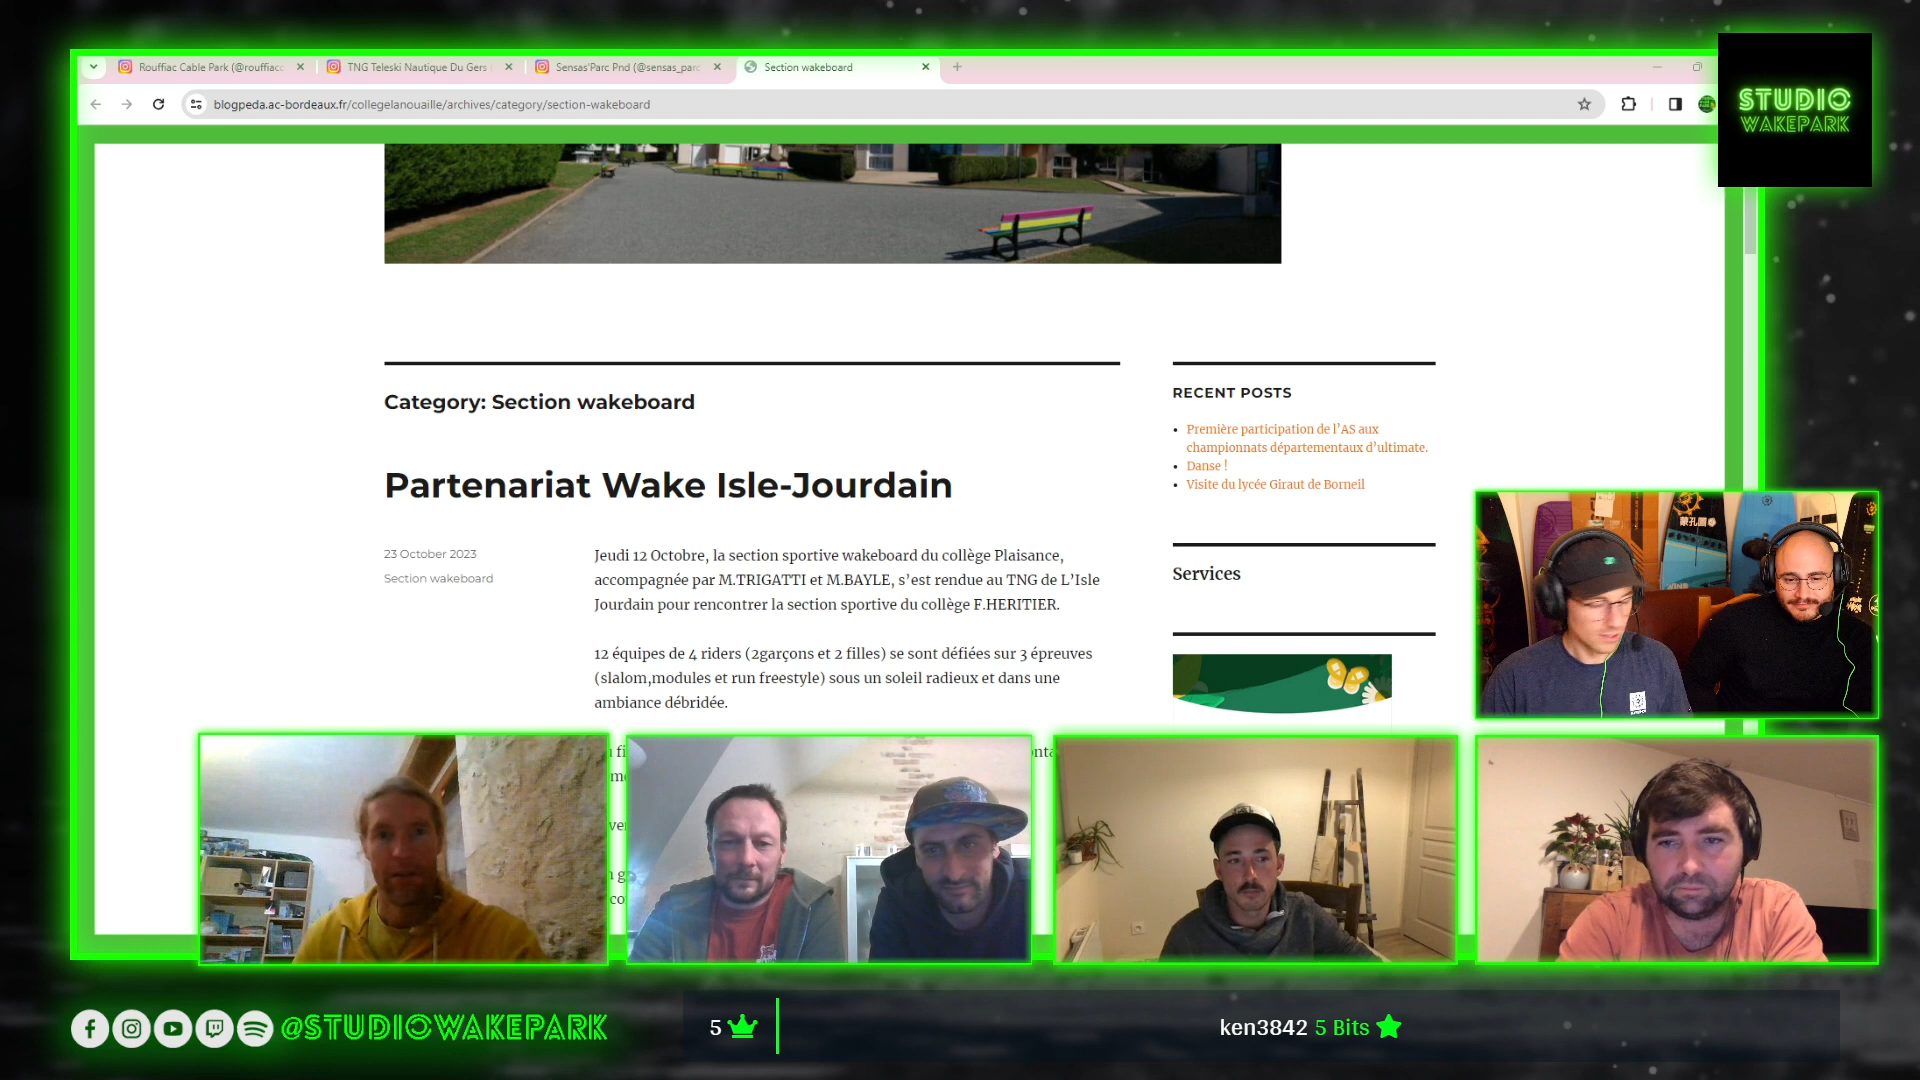 Rouffiac Cable Park (@rouffiacc
TNG Teleski Nautique Du Gers
Sensas'Parc Pnd (@sensas_parc
Section wakeboard
blogpeda.ac-bordeaux.fr/collegelanouaille/archives/category/section-wakeboard
STUDIO
WAKEPARK
Category: Section wakeboard
Partenariat Wake Isle-Jourdain
23 October 2023
Section wakeboard
Jeudi 12 Octobre, la section sportive wakeboard du collège Plaisance,
accompagnée par M.TRIGATTI et M.BAYLE, s’est rendue au TNG de L’Isle
Jourdain pour rencontrer la section sportive du collège F.HERITIER.
12 équipes de 4 riders (2garçons et 2 filles) se sont défiées sur 3 épreuves
(slalom,modules et run freestyle) sous un soleil radieux et dans une
ambiance débridée.
RECENT POSTS
Première participation de l’AS aux
championnats départementaux d’ultimate.
Danse !
Visite du lycée Giraut de Borneil
Services
@STUDIOWAKEPARK
5
ken3842 5 Bits